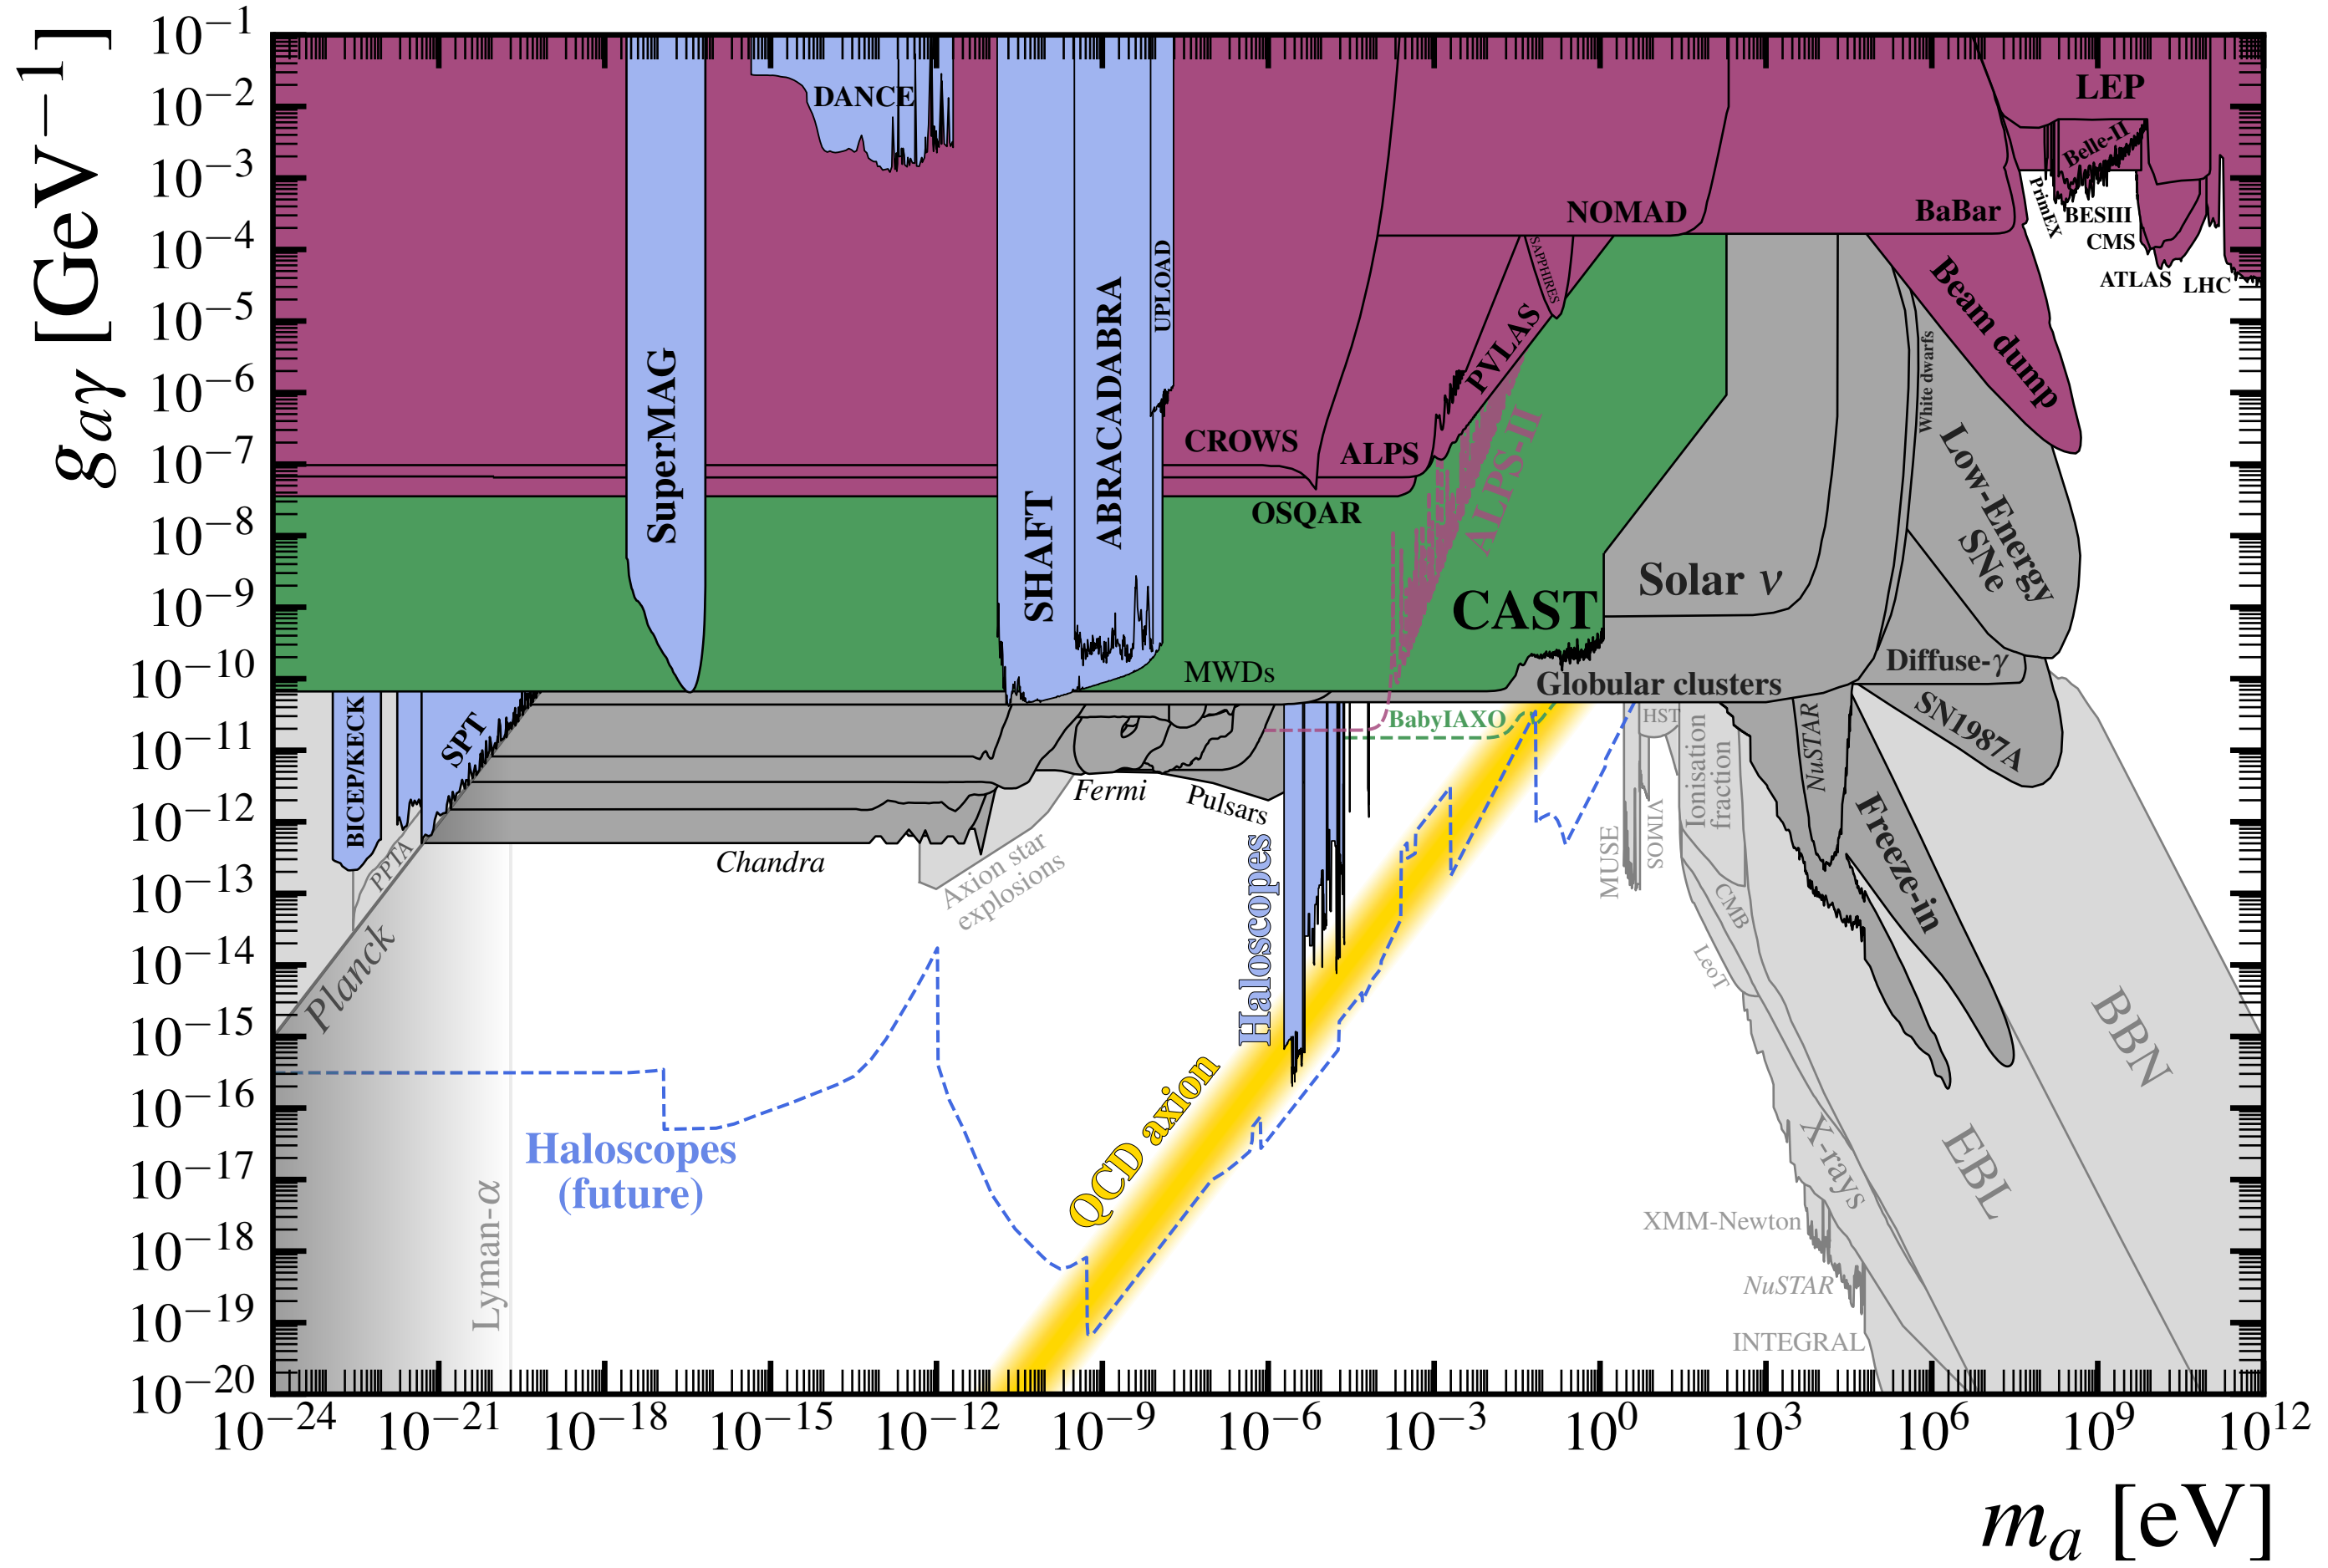 g_{aγ} [GeV^{−1}]
10^{−1}
10^{−2}
10^{−3}
10^{−4}
10^{−5}
10^{−6}
10^{−7}
10^{−8}
10^{−9}
10^{−10}
10^{−11}
10^{−12}
10^{−13}
10^{−14}
10^{−15}
10^{−16}
10^{−17}
10^{−18}
10^{−19}
10^{−20}
DANCE
LEP
Belle-II
PrimEX
BESIII
CMS
ATLAS
LHC
NOMAD
BaBar
SAPPHIRES
Beam dump
SuperMAG
SHAFT
ABRACADABRA
UPLOAD
CROWS
ALPS
OSQAR
PVLAS
ALPS-II
White dwarfs
Low-Energy
SNe
CAST
Solar ν
MWDs
Globular clusters
Diffuse-γ
SN1987A
BICEP/KECK
SPT
BabyIAXO
HST
Ionisation
fraction
NuSTAR
Fermi
Pulsars
Chandra
PPTA
Planck
Axion star
explosions
Haloscopes
MUSE
VIMOS
CMB
LeoT
Freeze-in
BBN
EBL
QCD axion
Haloscopes
(future)
Lyman-α
X-rays
XMM-Newton
NuSTAR
INTEGRAL
10^{−24}
10^{−21}
10^{−18}
10^{−15}
10^{−12}
10^{−9}
10^{−6}
10^{−3}
10^{0}
10^{3}
10^{6}
10^{9}
10^{12}
m_a [eV]